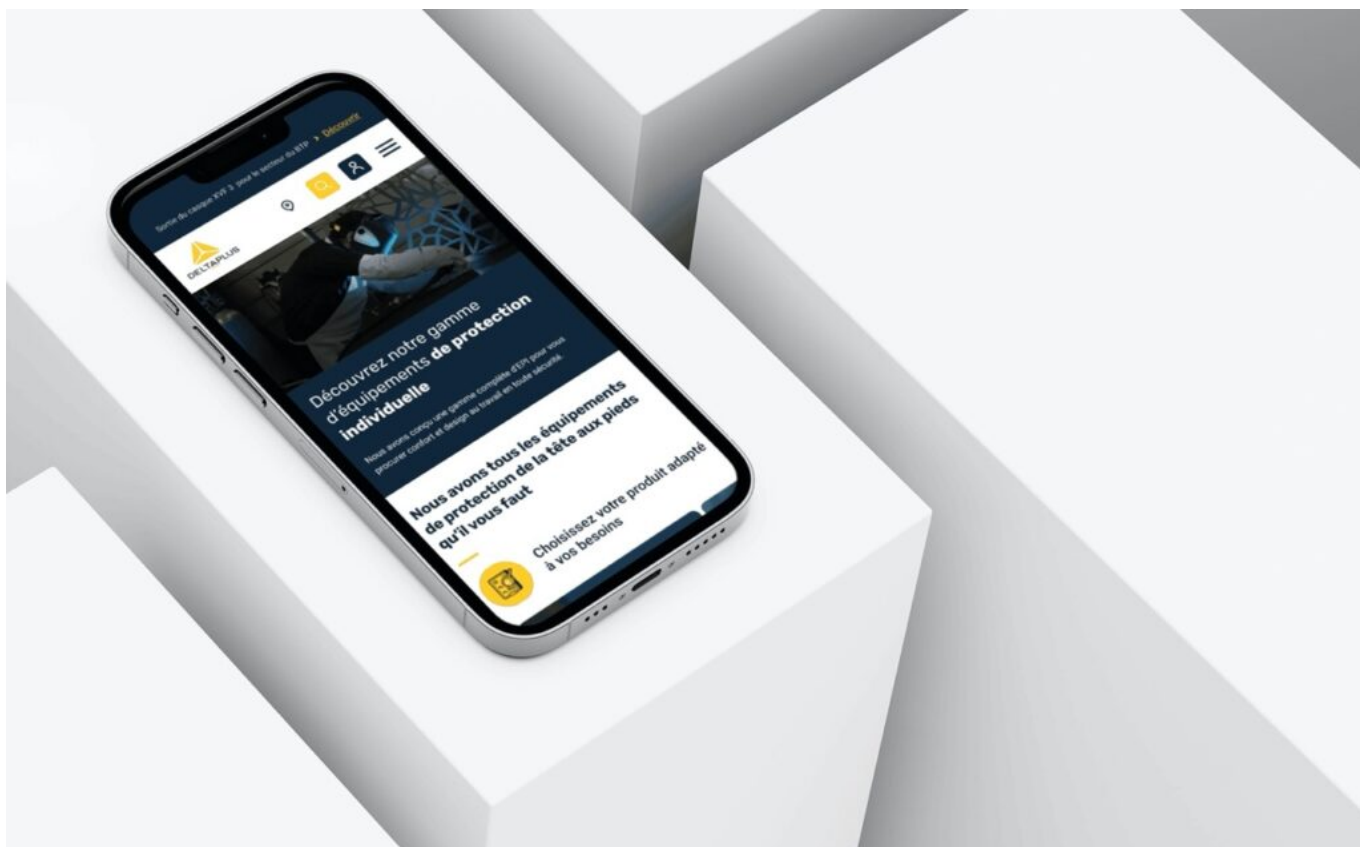 Sortie du casque XVF 3 pour le secteur du BTP > Découvrir
DELTAPLUS
Découvrez notre gamme
d'équipements de protection
individuelle
Nous avons conçu une gamme complète d'EPI pour vous
procurer confort et design au travail en toute sécurité.
Nous avons tous les équipements
de protection de la tête aux pieds
qu'il vous faut
Choisissez votre produit adapté
à vos besoins